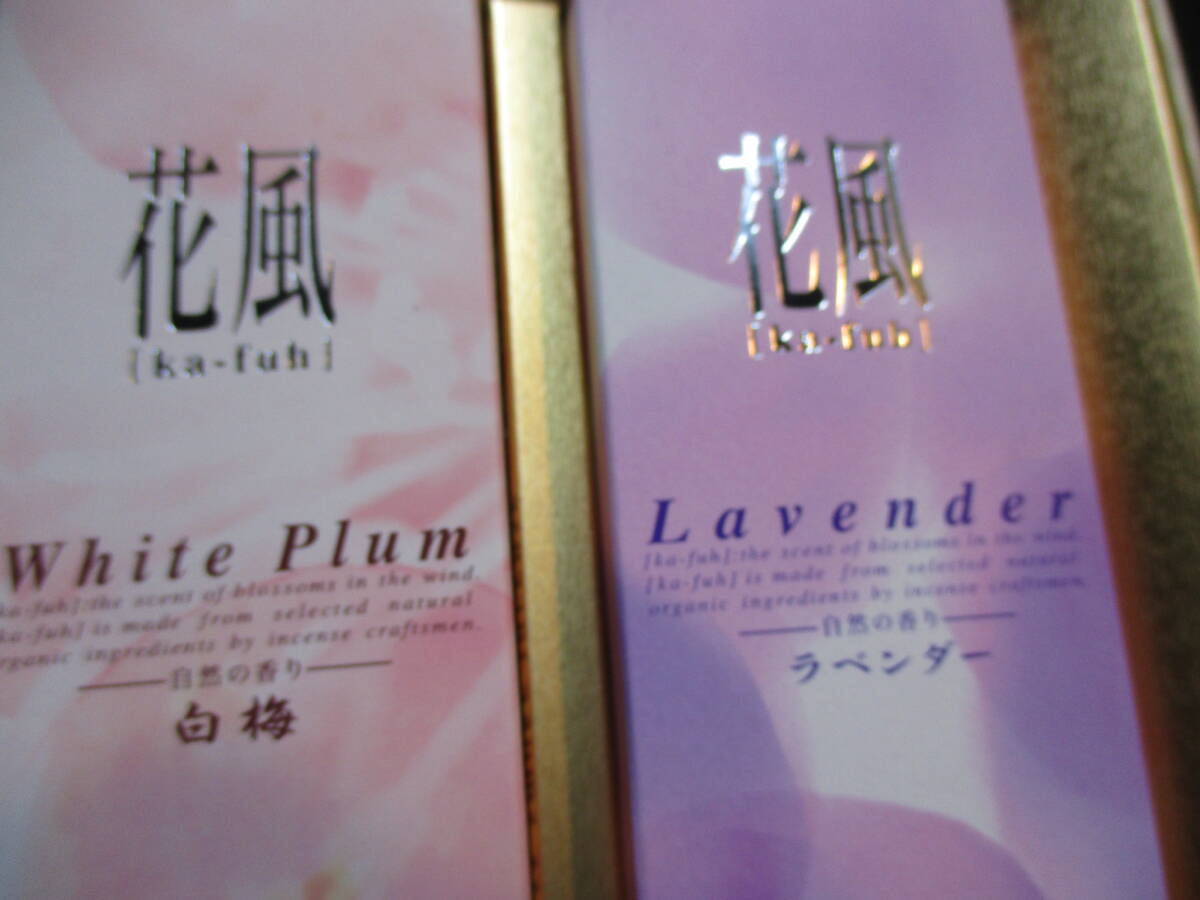 花風
[ka-fuh]
White Plum
[ka-fuh]:the scent of blossoms in the wind.
[ka-fuh] is made from selected natural
organic ingredients by incense craftsmen.
自然の香り
白梅
花風
[ka-fuh]
Lavender
[ka-fuh]:the scent of blossoms in the wind.
[ka-fuh] is made from selected natural
organic ingredients by incense craftsmen.
自然の香り
ラベンダー